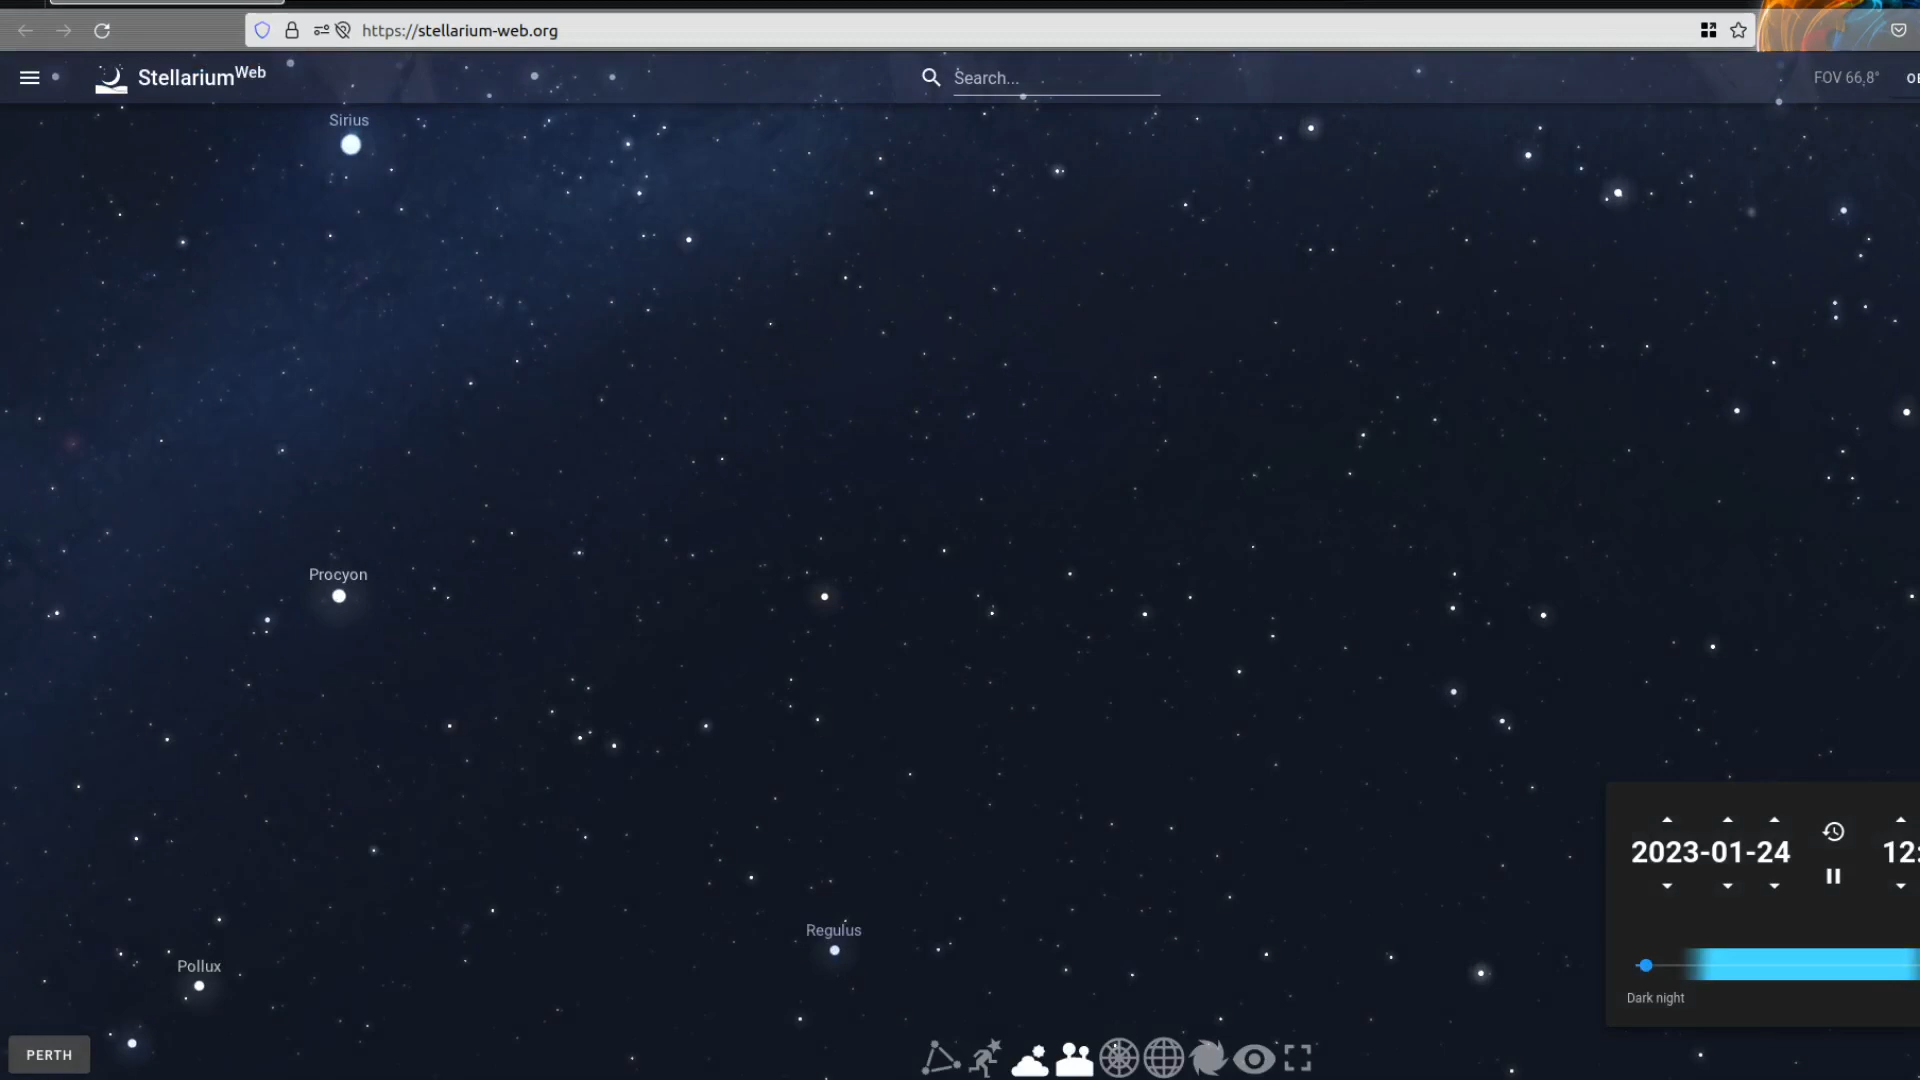 https://stellarium-web.org
StellariumWeb
Search...
FOV 66.8°
Sirius
Procyon
Regulus
Pollux
2023-01-24
12:
Dark night
PERTH